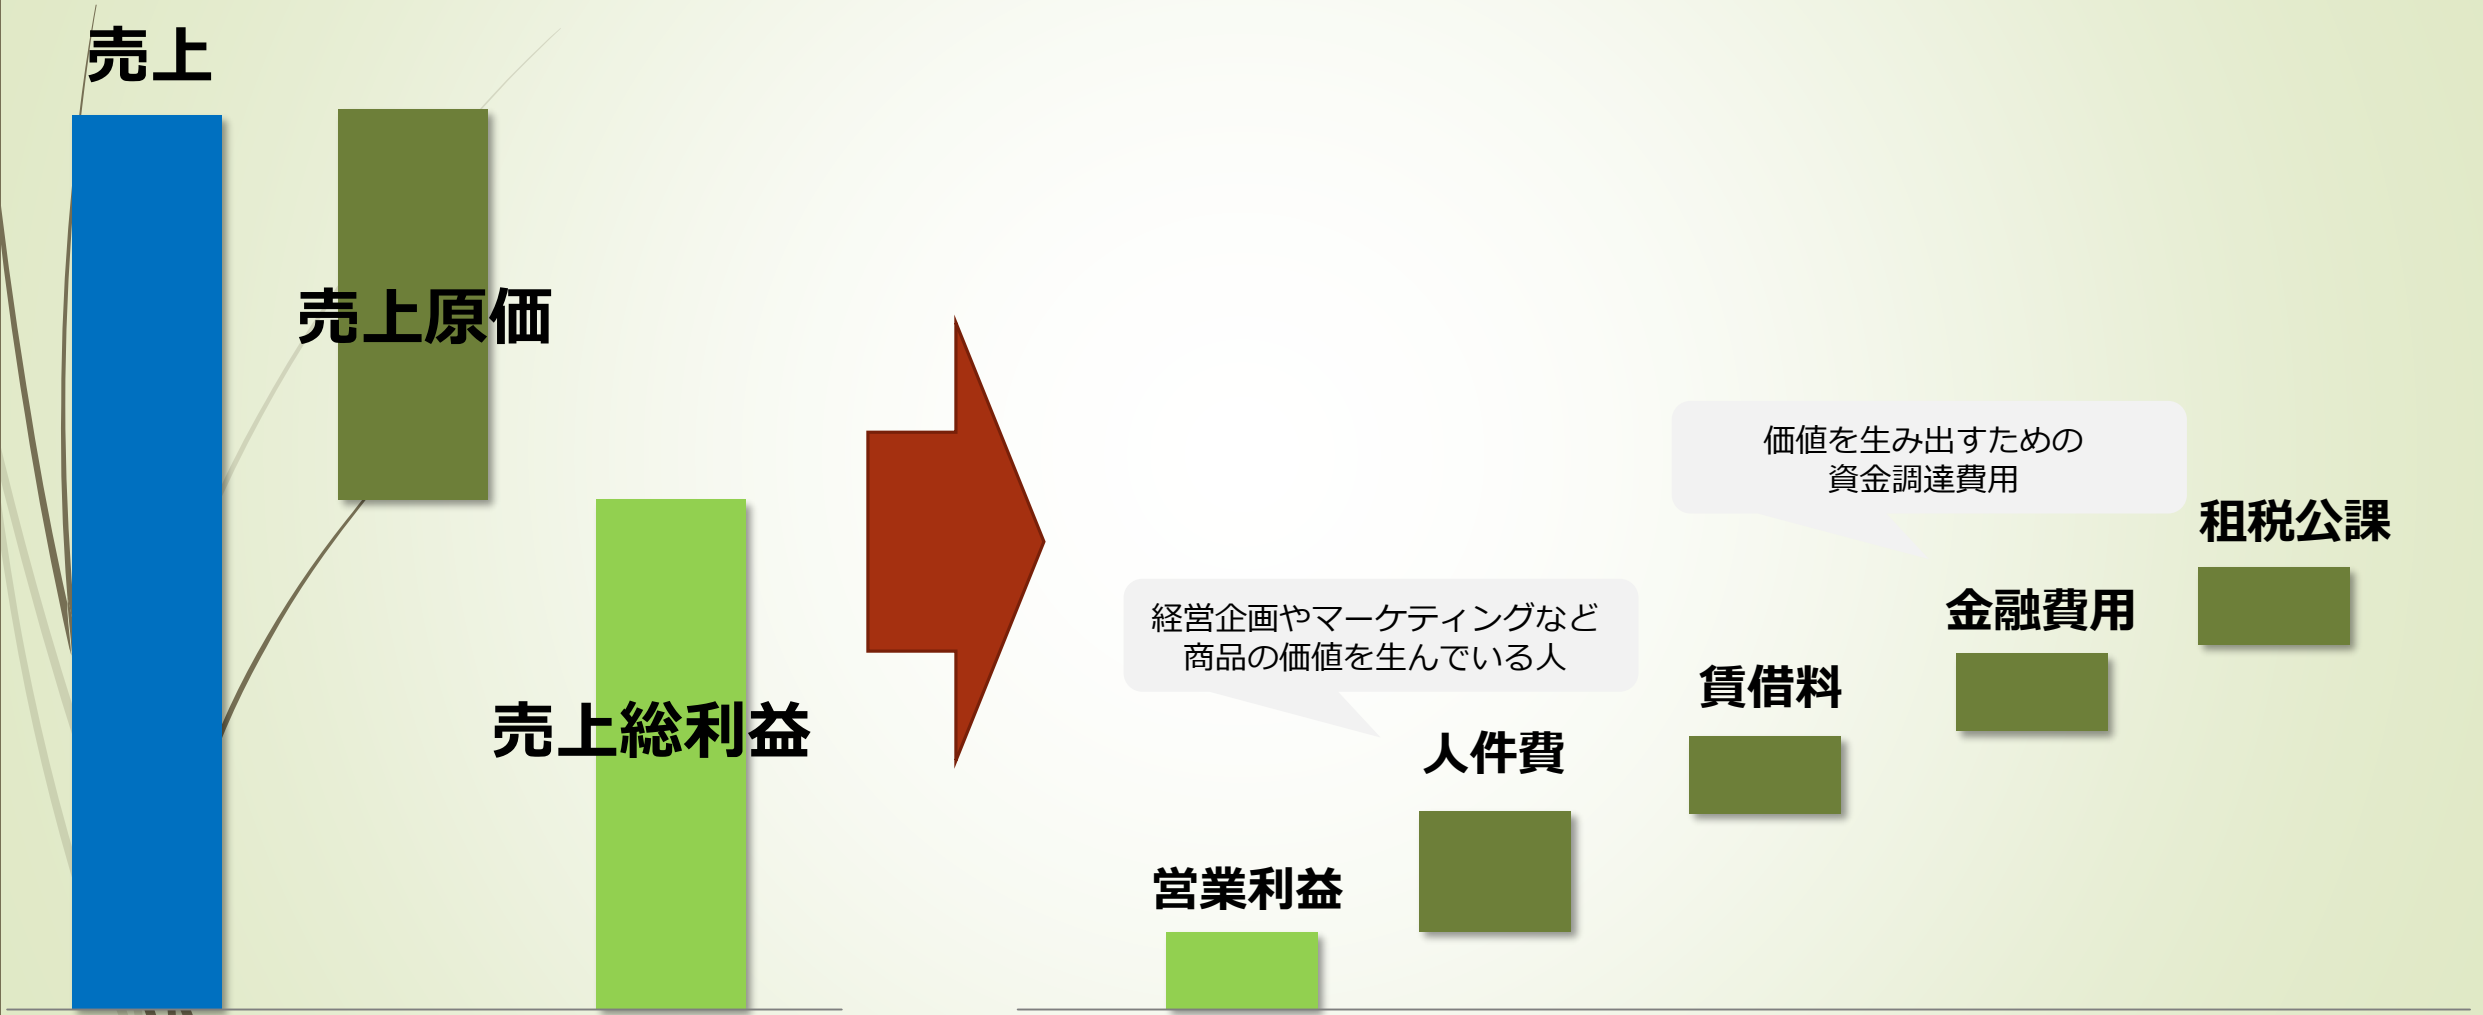 売上
売上原価
売上総利益
価値を生み出すための
資金調達費用
租税公課
経営企画やマーケティングなど
商品の価値を生んでいる人
金融費用
賃借料
人件費
営業利益